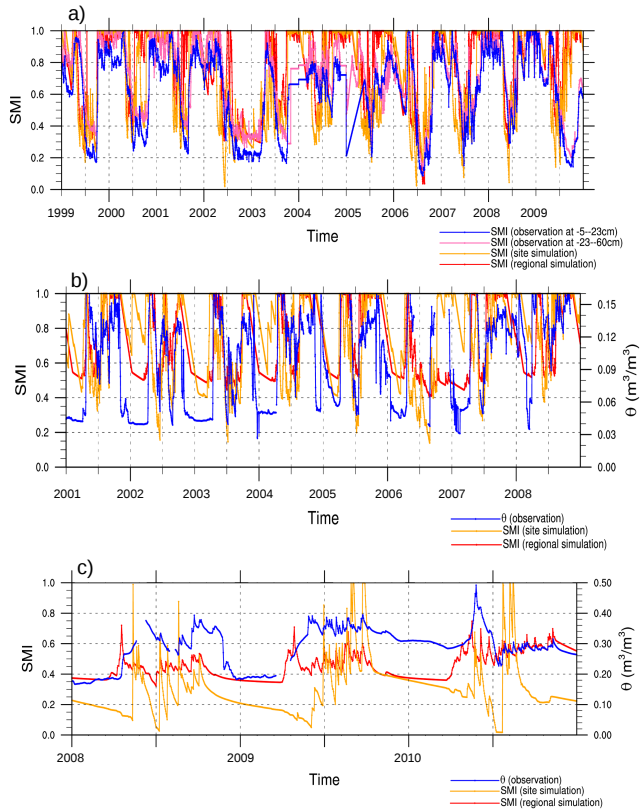 a)
1.0
0.8
0.6
0.4
0.2
0.0
SMI
1999 2000 2001 2002 2003 2004 2005 2006 2007 2008 2009
Time
SMI (observation at -5--23cm)
SMI (observation at -23--60cm)
SMI (site simulation)
SMI (regional simulation)
b)
1.0
0.8
0.6
0.4
0.2
0.0
SMI
0.15
0.12
0.09
0.06
0.03
0.00
θ (m³/m³)
2001 2002 2003 2004 2005 2006 2007 2008
Time
θ (observation)
SMI (site simulation)
SMI (regional simulation)
c)
1.0
0.8
0.6
0.4
0.2
0.0
SMI
0.50
0.40
0.30
0.20
0.10
0.00
θ (m³/m³)
2008 2009 2010
Time
θ (observation)
SMI (site simulation)
SMI (regional simulation)